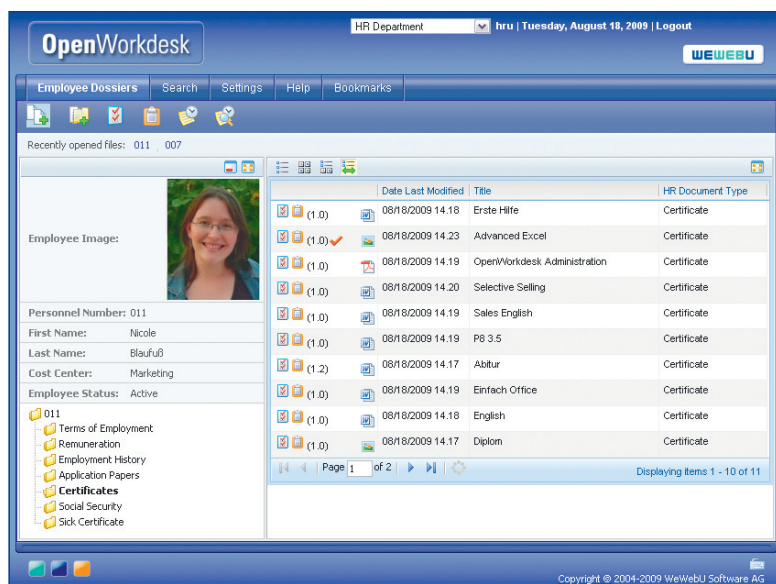 HR Department hru | Tuesday, August 18, 2009 | Logout
OpenWorkdesk
WEWEBU
Employee Dossiers Search Settings Help Bookmarks
Recently opened files: 011 , 007
Date Last Modified Title HR Document Type
(1.0) 08/18/2009 14.18 Erste Hilfe Certificate
(1.0) 08/18/2009 14.23 Advanced Excel Certificate
(1.0) 08/18/2009 14.19 OpenWorkdesk Administration Certificate
(1.0) 08/18/2009 14.20 Selective Selling Certificate
(1.0) 08/18/2009 14.19 Sales English Certificate
(1.0) 08/18/2009 14.19 P8 3.5 Certificate
(1.2) 08/18/2009 14.17 Abitur Certificate
(1.0) 08/18/2009 14.19 Einfach Office Certificate
(1.0) 08/18/2009 14.18 English Certificate
(1.0) 08/18/2009 14.17 Diplom Certificate
Page 1 of 2 Displaying items 1 - 10 of 11
Employee Image:
Personnel Number: 011
First Name: Nicole
Last Name: Blaufuß
Cost Center: Marketing
Employee Status: Active
011
Terms of Employment
Remuneration
Employment History
Application Papers
Certificates
Social Security
Sick Certificate
Copyright © 2004-2009 WeWebU Software AG